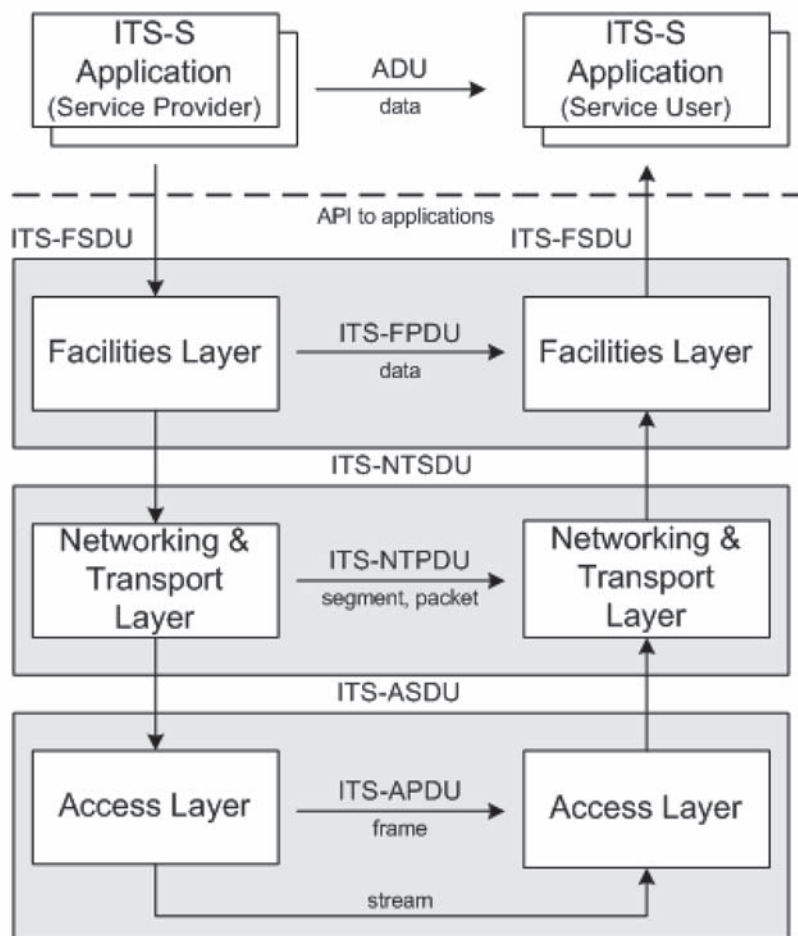 ITS-S
Application
(Service Provider)
ADU
data
ITS-S
Application
(Service User)
API to applications
ITS-FSDU
ITS-FSDU
Facilities Layer
ITS-FPDU
data
Facilities Layer
ITS-NTSDU
Networking &
Transport
Layer
ITS-NTPDU
segment, packet
Networking &
Transport
Layer
ITS-ASDU
Access Layer
ITS-APDU
frame
Access Layer
stream